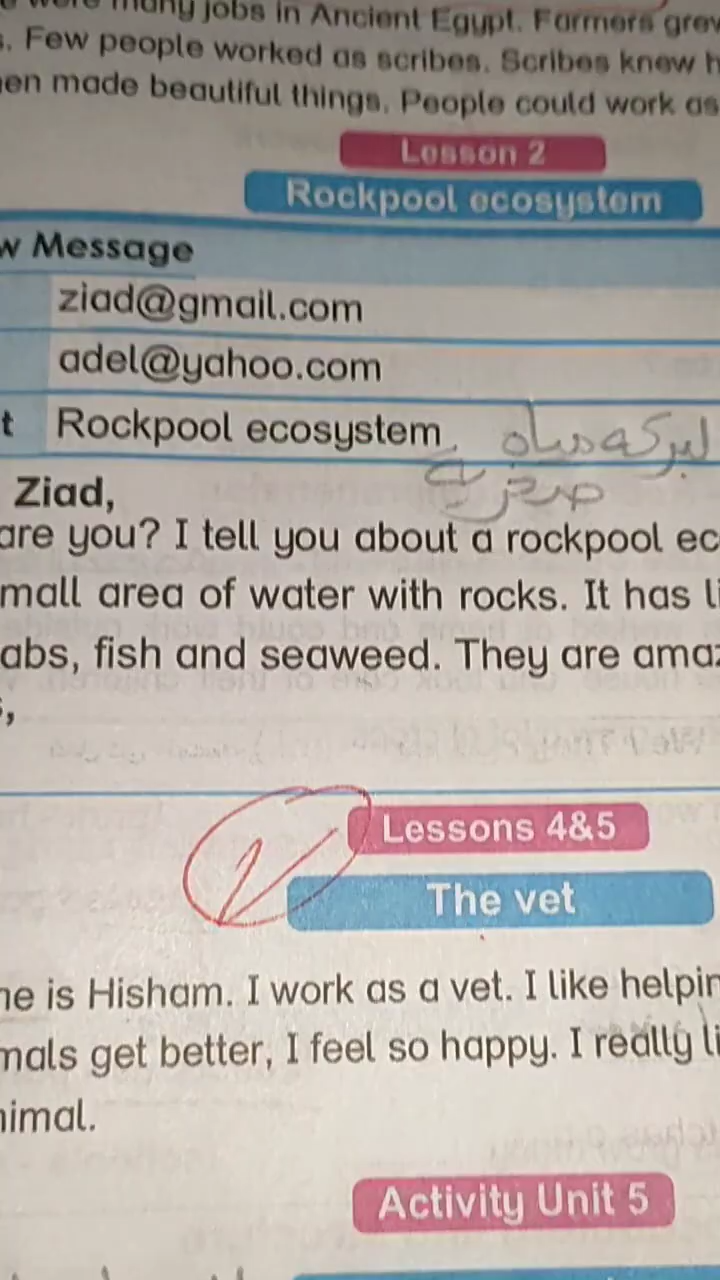 were many jobs in Ancient Egypt. Farmers grew
s. Few people worked as scribes. Scribes knew h
en made beautiful things. People could work as
Lesson 2
Rockpool ecosystem
w Message
ziad@gmail.com
adel@yahoo.com
t Rockpool ecosystem
Ziad,
are you? I tell you about a rockpool ec
mall area of water with rocks. It has li
abs, fish and seaweed. They are amaz
s,
Lessons 4&5
The vet
me is Hisham. I work as a vet. I like helpin
mals get better, I feel so happy. I really li
nimal.
Activity Unit 5